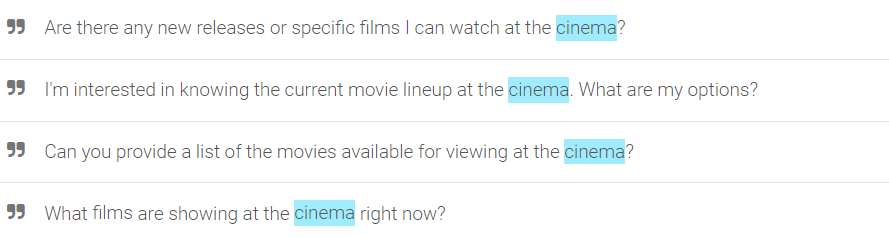 Are there any new releases or specific films I can watch at the cinema?
I'm interested in knowing the current movie lineup at the cinema. What are my options?
Can you provide a list of the movies available for viewing at the cinema?
What films are showing at the cinema right now?